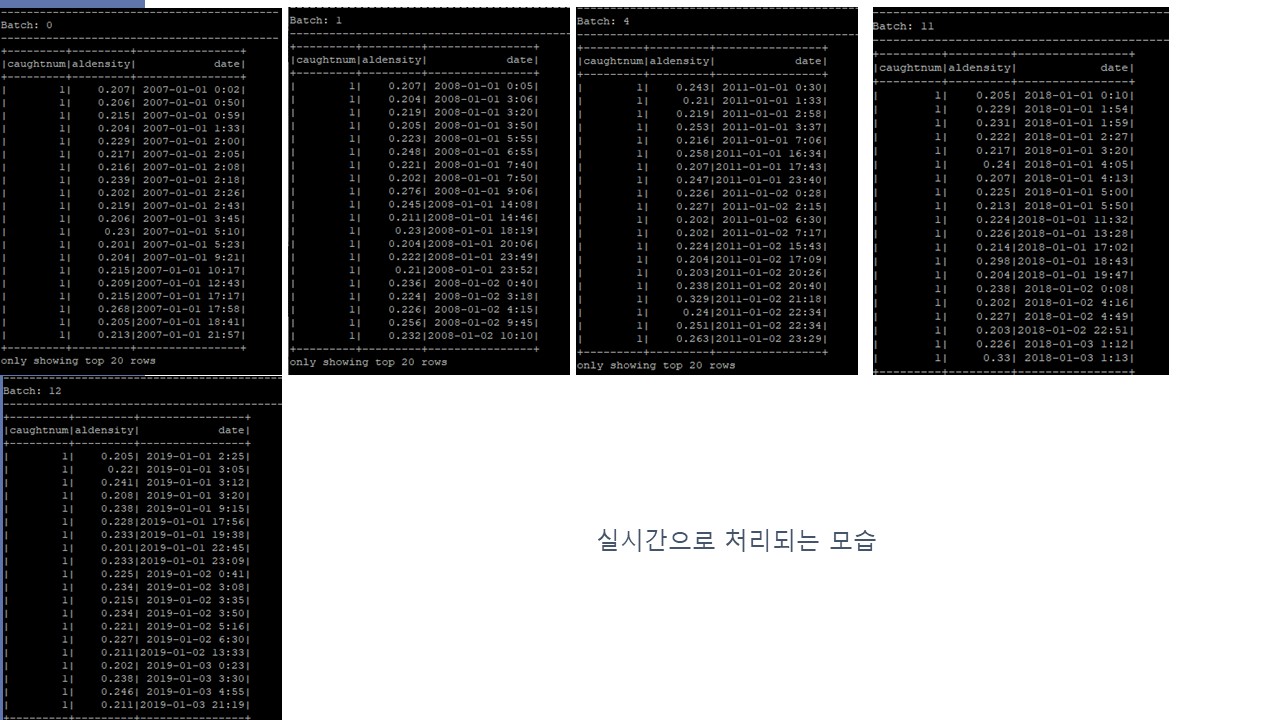 Batch: 0
+---------+---------+----------------+
|caughtnum|aldensity|            date|
+---------+---------+----------------+
|        1|    0.207| 2007-01-01 0:02|
|        1|    0.206| 2007-01-01 0:50|
|        1|    0.215| 2007-01-01 0:59|
|        1|    0.204| 2007-01-01 1:33|
|        1|    0.229| 2007-01-01 2:00|
|        1|    0.217| 2007-01-01 2:05|
|        1|    0.216| 2007-01-01 2:08|
|        1|    0.239| 2007-01-01 2:18|
|        1|    0.202| 2007-01-01 2:26|
|        1|    0.219| 2007-01-01 2:43|
|        1|    0.206| 2007-01-01 3:45|
|        1|     0.23| 2007-01-01 5:10|
|        1|    0.201| 2007-01-01 5:23|
|        1|    0.204| 2007-01-01 9:21|
|        1|    0.215|2007-01-01 10:17|
|        1|    0.209|2007-01-01 12:43|
|        1|    0.215|2007-01-01 17:17|
|        1|    0.268|2007-01-01 17:58|
|        1|    0.205|2007-01-01 18:41|
|        1|    0.213|2007-01-01 21:57|
+---------+---------+----------------+
only showing top 20 rows
Batch: 1
+---------+---------+----------------+
|caughtnum|aldensity|            date|
+---------+---------+----------------+
|        1|    0.207| 2008-01-01 0:05|
|        1|    0.204| 2008-01-01 3:06|
|        1|    0.219| 2008-01-01 3:20|
|        1|    0.205| 2008-01-01 3:50|
|        1|    0.223| 2008-01-01 5:55|
|        1|    0.248| 2008-01-01 6:55|
|        1|    0.221| 2008-01-01 7:40|
|        1|    0.202| 2008-01-01 7:50|
|        1|    0.276| 2008-01-01 9:06|
|        1|    0.245|2008-01-01 14:08|
|        1|    0.211|2008-01-01 14:46|
|        1|     0.23|2008-01-01 18:19|
|        1|    0.204|2008-01-01 20:06|
|        1|    0.222|2008-01-01 23:49|
|        1|     0.21|2008-01-01 23:52|
|        1|    0.236| 2008-01-02 0:40|
|        1|    0.224| 2008-01-02 3:18|
|        1|    0.226| 2008-01-02 4:15|
|        1|    0.256| 2008-01-02 9:45|
|        1|    0.232|2008-01-02 10:10|
+---------+---------+----------------+
only showing top 20 rows
Batch: 4
+---------+---------+----------------+
|caughtnum|aldensity|            date|
+---------+---------+----------------+
|        1|    0.243| 2011-01-01 0:30|
|        1|     0.21| 2011-01-01 1:33|
|        1|    0.219| 2011-01-01 2:58|
|        1|    0.253| 2011-01-01 3:37|
|        1|    0.216| 2011-01-01 7:06|
|        1|    0.258|2011-01-01 16:34|
|        1|    0.207|2011-01-01 17:43|
|        1|    0.247|2011-01-01 23:40|
|        1|    0.226| 2011-01-02 0:28|
|        1|    0.227| 2011-01-02 2:15|
|        1|    0.202| 2011-01-02 6:30|
|        1|    0.202| 2011-01-02 7:17|
|        1|    0.224|2011-01-02 15:43|
|        1|    0.204|2011-01-02 17:09|
|        1|    0.203|2011-01-02 20:26|
|        1|    0.238|2011-01-02 20:40|
|        1|    0.329|2011-01-02 21:18|
|        1|     0.24|2011-01-02 22:34|
|        1|    0.251|2011-01-02 22:34|
|        1|    0.263|2011-01-02 23:29|
+---------+---------+----------------+
only showing top 20 rows
Batch: 11
+---------+---------+----------------+
|caughtnum|aldensity|            date|
+---------+---------+----------------+
|        1|    0.205| 2018-01-01 0:10|
|        1|    0.229| 2018-01-01 1:54|
|        1|    0.231| 2018-01-01 1:59|
|        1|    0.222| 2018-01-01 2:27|
|        1|    0.217| 2018-01-01 3:20|
|        1|     0.24| 2018-01-01 4:05|
|        1|    0.207| 2018-01-01 4:13|
|        1|    0.225| 2018-01-01 5:00|
|        1|    0.213| 2018-01-01 5:50|
|        1|    0.224|2018-01-01 11:32|
|        1|    0.226|2018-01-01 13:28|
|        1|    0.214|2018-01-01 17:02|
|        1|    0.298|2018-01-01 18:43|
|        1|    0.204|2018-01-01 19:47|
|        1|    0.238| 2018-01-02 0:08|
|        1|    0.202| 2018-01-02 4:16|
|        1|    0.227| 2018-01-02 4:49|
|        1|    0.203|2018-01-02 22:51|
|        1|    0.226| 2018-01-03 1:12|
|        1|     0.33| 2018-01-03 1:13|
+---------+---------+----------------+
Batch: 12
+---------+---------+----------------+
|caughtnum|aldensity|            date|
+---------+---------+----------------+
|        1|    0.205| 2019-01-01 2:25|
|        1|     0.22| 2019-01-01 3:05|
|        1|    0.241| 2019-01-01 3:12|
|        1|    0.208| 2019-01-01 3:20|
|        1|    0.238| 2019-01-01 9:15|
|        1|    0.228|2019-01-01 17:56|
|        1|    0.233|2019-01-01 19:38|
|        1|    0.201|2019-01-01 22:45|
|        1|    0.233|2019-01-01 23:09|
|        1|    0.225| 2019-01-02 0:41|
|        1|    0.234| 2019-01-02 3:08|
|        1|    0.215| 2019-01-02 3:35|
|        1|    0.234| 2019-01-02 3:50|
|        1|    0.221| 2019-01-02 5:16|
|        1|    0.227| 2019-01-02 6:30|
|        1|    0.211|2019-01-02 13:33|
|        1|    0.202| 2019-01-03 0:23|
|        1|    0.238| 2019-01-03 3:30|
|        1|    0.246| 2019-01-03 4:55|
|        1|    0.211|2019-01-03 21:19|
+---------+---------+----------------+
실시간으로 처리되는 모습